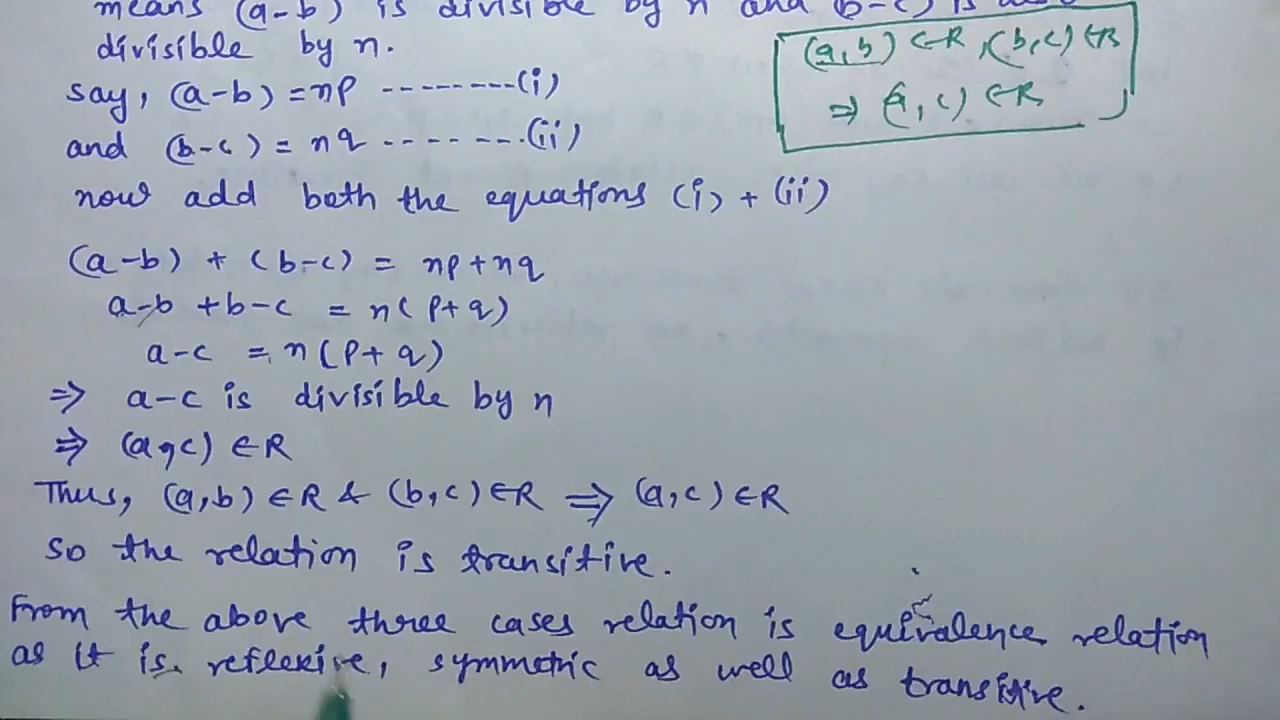 means (a-b) is divisible by n and (b-c) is also
divisible by n.
(a,b) ∈R, (b,c) ∈R
⇒ (a, c) ∈R
say, (a-b) = np --------(i)
and (b-c) = nq -------(ii)
now add both the equations (i) + (ii)
(a-b) + (b-c) = np+nq
a-b +b-c = n(p+q)
a-c = n(p+q)
⇒ a-c is divisible by n
⇒ (a,c) ∈R
Thus, (a,b) ∈R & (b,c) ∈R ⇒ (a,c) ∈R
so the relation is transitive.
From the above three cases relation is equivalence relation
as it is reflexive, symmetric as well as transitive.